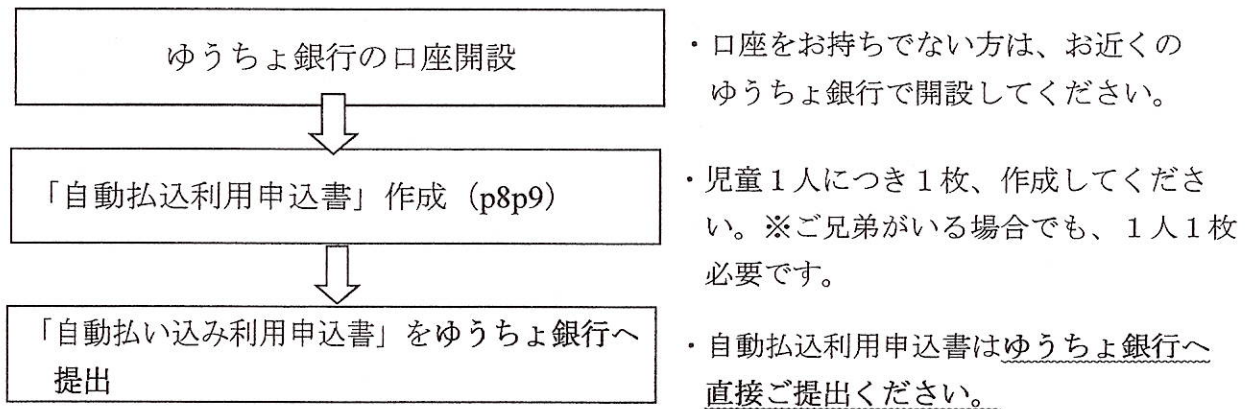 ゆうちょ銀行の口座開設
・口座をお持ちでない方は、お近くの
ゆうちょ銀行で開設してください。
「自動払込利用申込書」作成（p8p9）
・児童１人につき１枚、作成してくださ
い。※ご兄弟がいる場合でも、１人１枚
必要です。
「自動払い込み利用申込書」をゆうちょ銀行へ
提出
・自動払込利用申込書はゆうちょ銀行へ
直接ご提出ください。